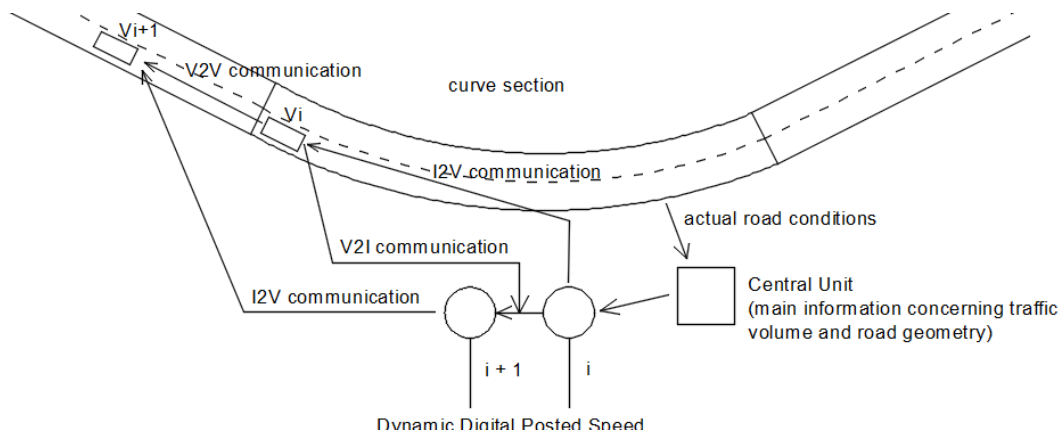 Vi+1
V2V communication
curve section
Vi
I2V communication
actual road conditions
V2I communication
I2V communication
Central Unit
(main information concerning traffic
volume and road geometry)
i + 1
i
Dynamic Digital Posted Speed